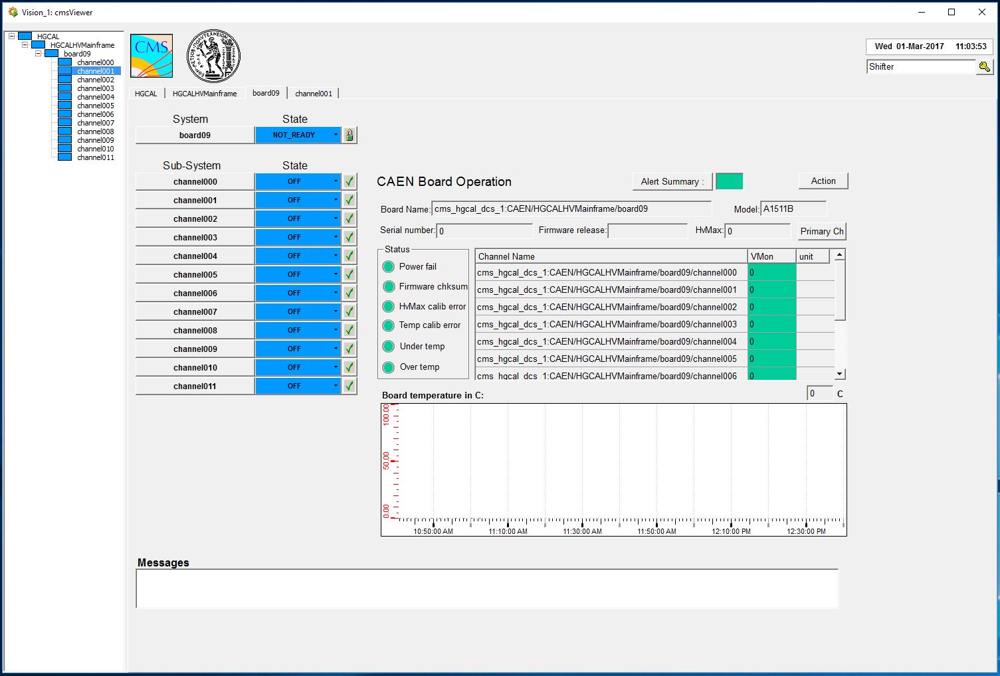 Vision_1: cmsViewer
HGCAL
HGCALHVMainframe
board09
channel000
channel001
channel002
channel003
channel004
channel005
channel006
channel007
channel008
channel009
channel010
channel011
CMS
Wed 01-Mar-2017 11:03:53
Shifter
HGCAL HGCALHVMainframe board09 channel001
System State
board09 NOT_READY
Sub-System State
channel000 OFF
channel001 OFF
channel002 OFF
channel003 OFF
channel004 OFF
channel005 OFF
channel006 OFF
channel007 OFF
channel008 OFF
channel009 OFF
channel010 OFF
channel011 OFF
CAEN Board Operation Alert Summary : Action
Board Name: cms_hgcal_dcs_1:CAEN/HGCALHVMainframe/board09 Model: A1511B
Serial number: 0 Firmware release: HvMax: 0 Primary Ch
Status
Power fail
Firmware chksum
HvMax calib error
Temp calib error
Under temp
Over temp
Channel Name VMon unit
cms_hgcal_dcs_1:CAEN/HGCALHVMainframe/board09/channel000 0
cms_hgcal_dcs_1:CAEN/HGCALHVMainframe/board09/channel001 0
cms_hgcal_dcs_1:CAEN/HGCALHVMainframe/board09/channel002 0
cms_hgcal_dcs_1:CAEN/HGCALHVMainframe/board09/channel003 0
cms_hgcal_dcs_1:CAEN/HGCALHVMainframe/board09/channel004 0
cms_hgcal_dcs_1:CAEN/HGCALHVMainframe/board09/channel005 0
cms_hgcal_dcs_1:CAEN/HGCALHVMainframe/board09/channel006 0
Board temperature in C: 0 C
100.00
50.00
0.00
10:50:00 AM 11:10:00 AM 11:30:00 AM 11:50:00 AM 12:10:00 PM 12:30:00 PM
Messages